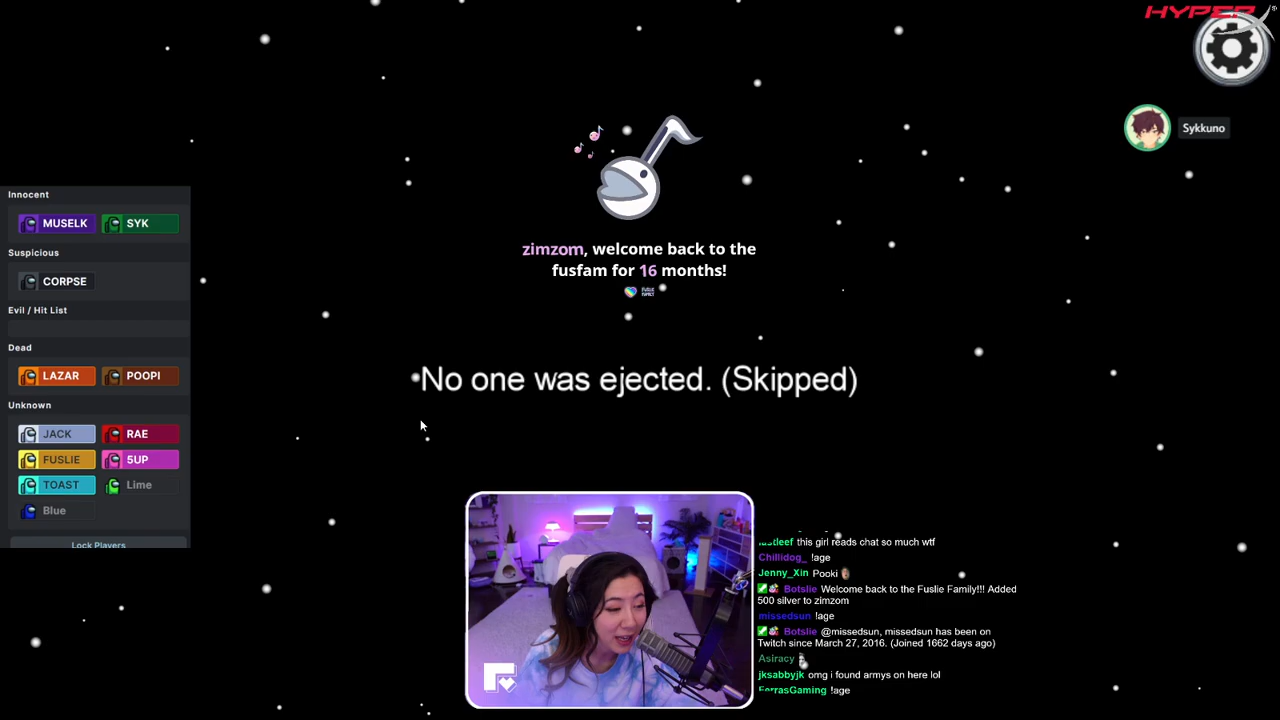 HYPERX
Sykkuno
Innocent
MUSELK
SYK
Suspicious
CORPSE
Evil / Hit List
Dead
LAZAR
POOPI
Unknown
JACK
RAE
FUSLIE
5UP
TOAST
Lime
Blue
Lock Players
zimzom, welcome back to the
fusfam for 16 months!
No one was ejected. (Skipped)
this girl reads chat so much wtf
Chillidog_ !age
Jenny_Xin Pooki
Botslie Welcome back to the Fuslie Family!!! Added
500 silver to zimzom
missedsun !age
Botslie @missedsun, missedsun has been on
Twitch since March 27, 2016. (Joined 1662 days ago)
Asiracy
jksabbyjk omg i found armys on here lol
FerrasGaming !age